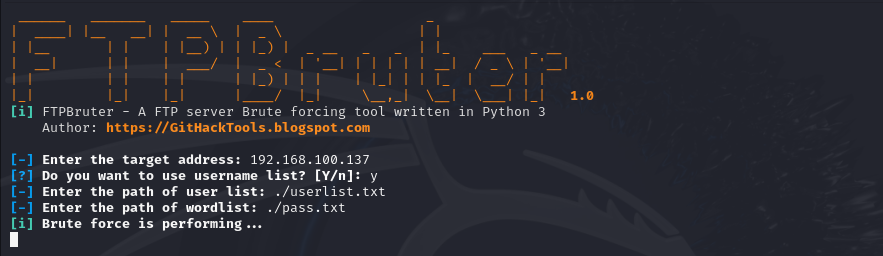 FTPBruter 1.0
[i] FTPBruter - A FTP server Brute forcing tool written in Python 3
Author: https://GitHackTools.blogspot.com
[-] Enter the target address: 192.168.100.137
[?] Do you want to use username list? [Y/n]: y
[-] Enter the path of user list: ./userlist.txt
[-] Enter the path of wordlist: ./pass.txt
[i] Brute force is performing...